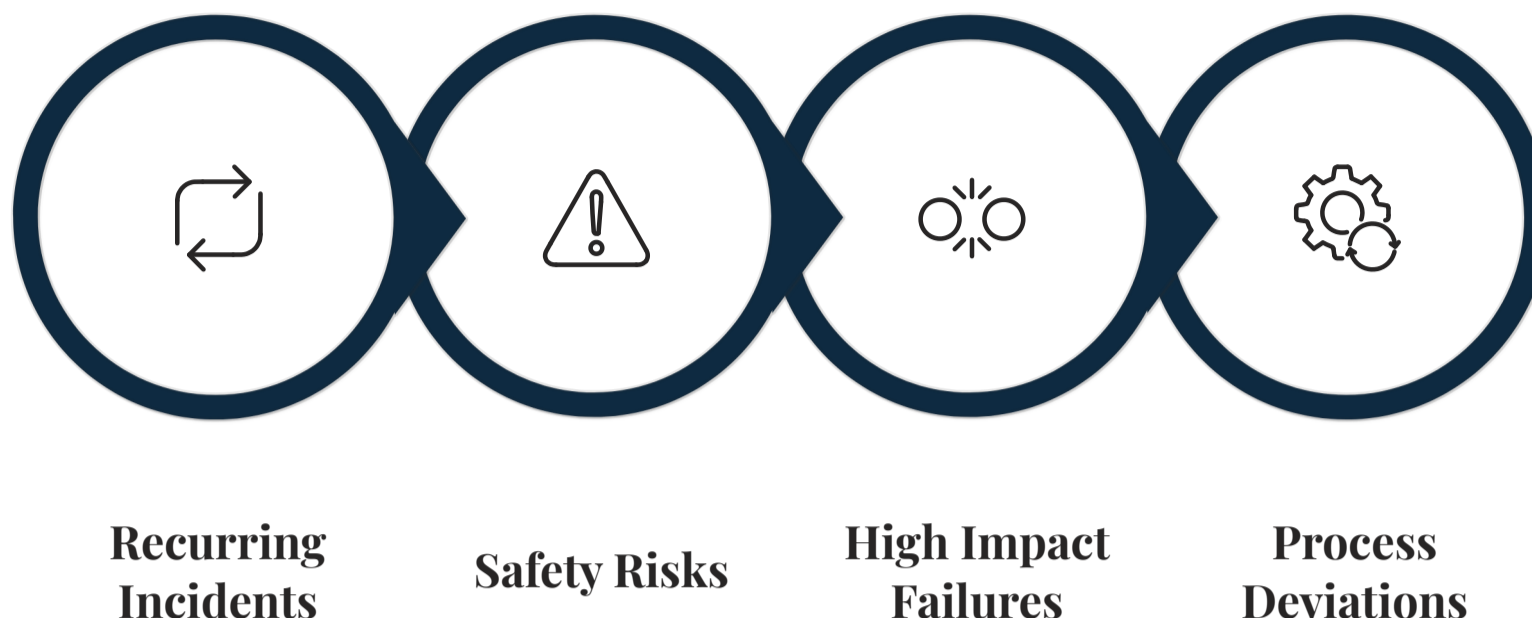 Recurring
Incidents
Safety Risks
High Impact
Failures
Process
Deviations